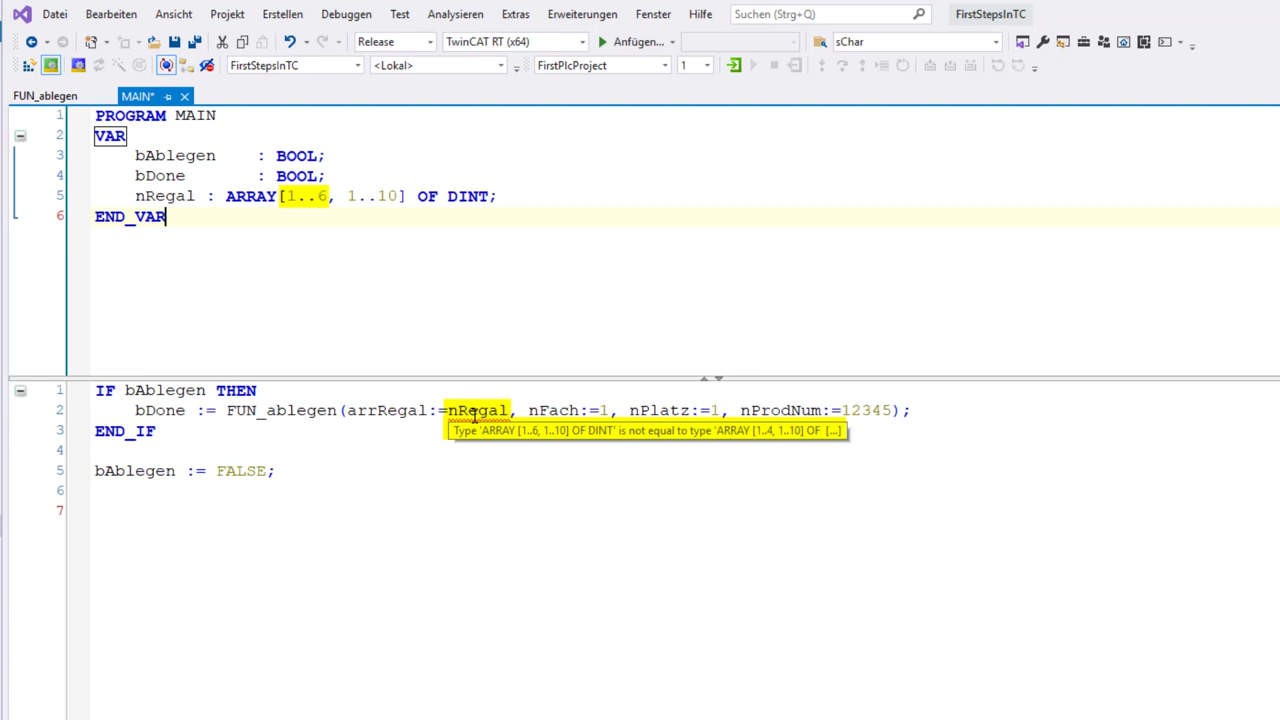 Datei Bearbeiten Ansicht Projekt Erstellen Debuggen Test Analysieren Extras Erweiterungen Fenster Hilfe Suchen (Strg+Q) FirstStepsInTC
Release TwinCAT RT (x64) Anfügen... sChar
FirstStepsInTC <Lokal> FirstPlcProject 1
FUN_ablegen MAIN*
1 PROGRAM MAIN
2 VAR
3 bAblegen : BOOL;
4 bDone : BOOL;
5 nRegal : ARRAY[1..6, 1..10] OF DINT;
6 END_VAR
1 IF bAblegen THEN
2 bDone := FUN_ablegen(arrRegal:=nRegal, nFach:=1, nPlatz:=1, nProdNum:=12345);
3 END_IF
Type 'ARRAY [1..6, 1..10] OF DINT' is not equal to type 'ARRAY [1..4, 1..10] OF [...]
4
5 bAblegen := FALSE;
6
7